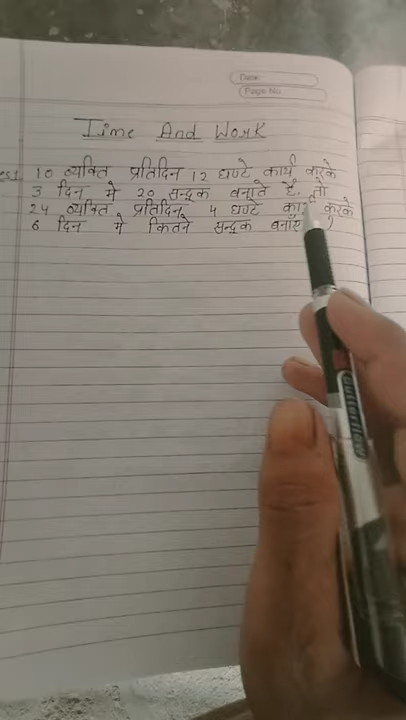 Date
Page No.
Time And Work
10 व्यक्ति प्रतिदिन 12 घण्टे कार्य करके
3 दिन मे 20 सन्दूक बनाते हैं, तो
24 व्यक्ति प्रतिदिन 4 घण्टे कार्य करके
6 दिन मे कितने सन्दूक बनाएं
Butterflow